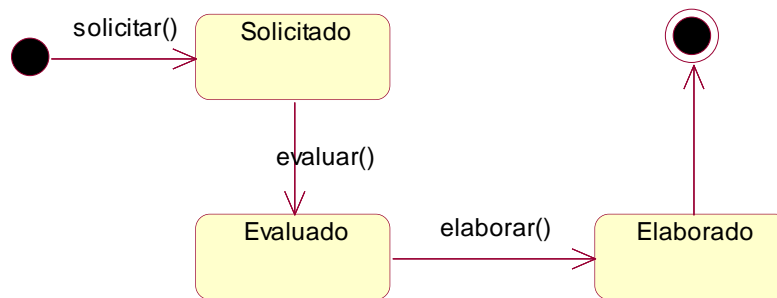 solicitar()
Solicitado
evaluar()
Evaluado
elaborar()
Elaborado